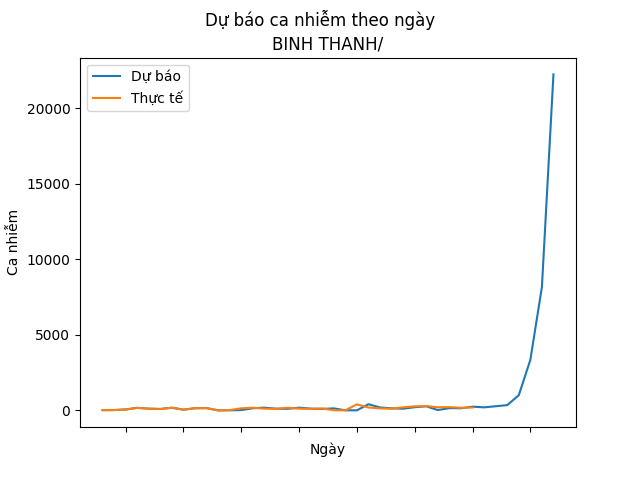 Dự báo ca nhiễm theo ngày
BINH THANH/
Dự báo
Thực tế
20000
15000
10000
5000
0
Ca nhiễm
Ngày